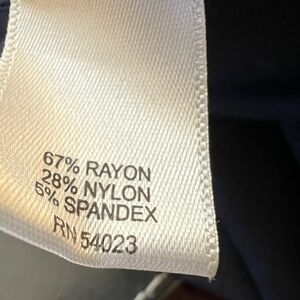 67% RAYON
28% NYLON
5% SPANDEX
RN 54023